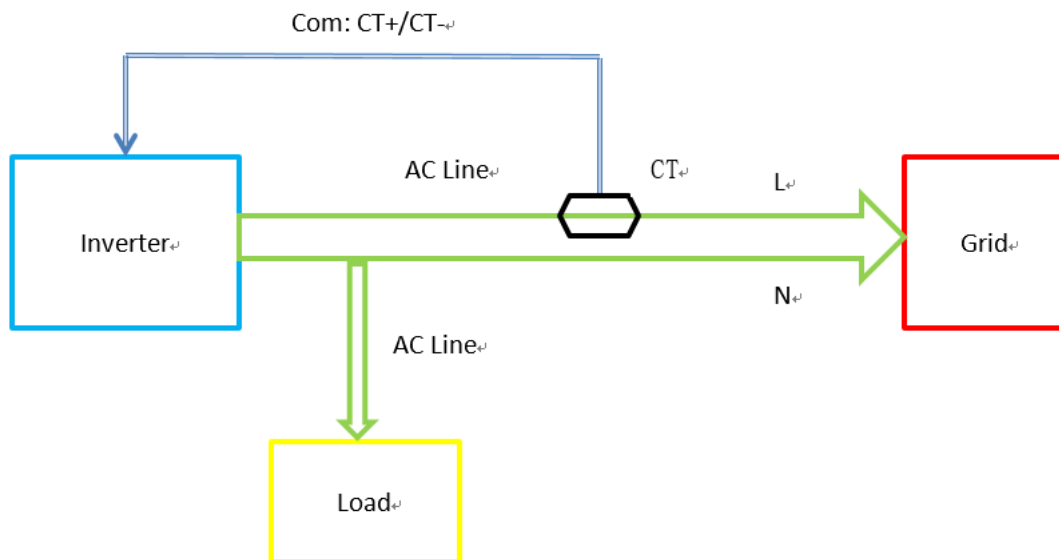 Com: CT+/CT-
AC Line
CT
L
Inverter
Grid
N
AC Line
Load